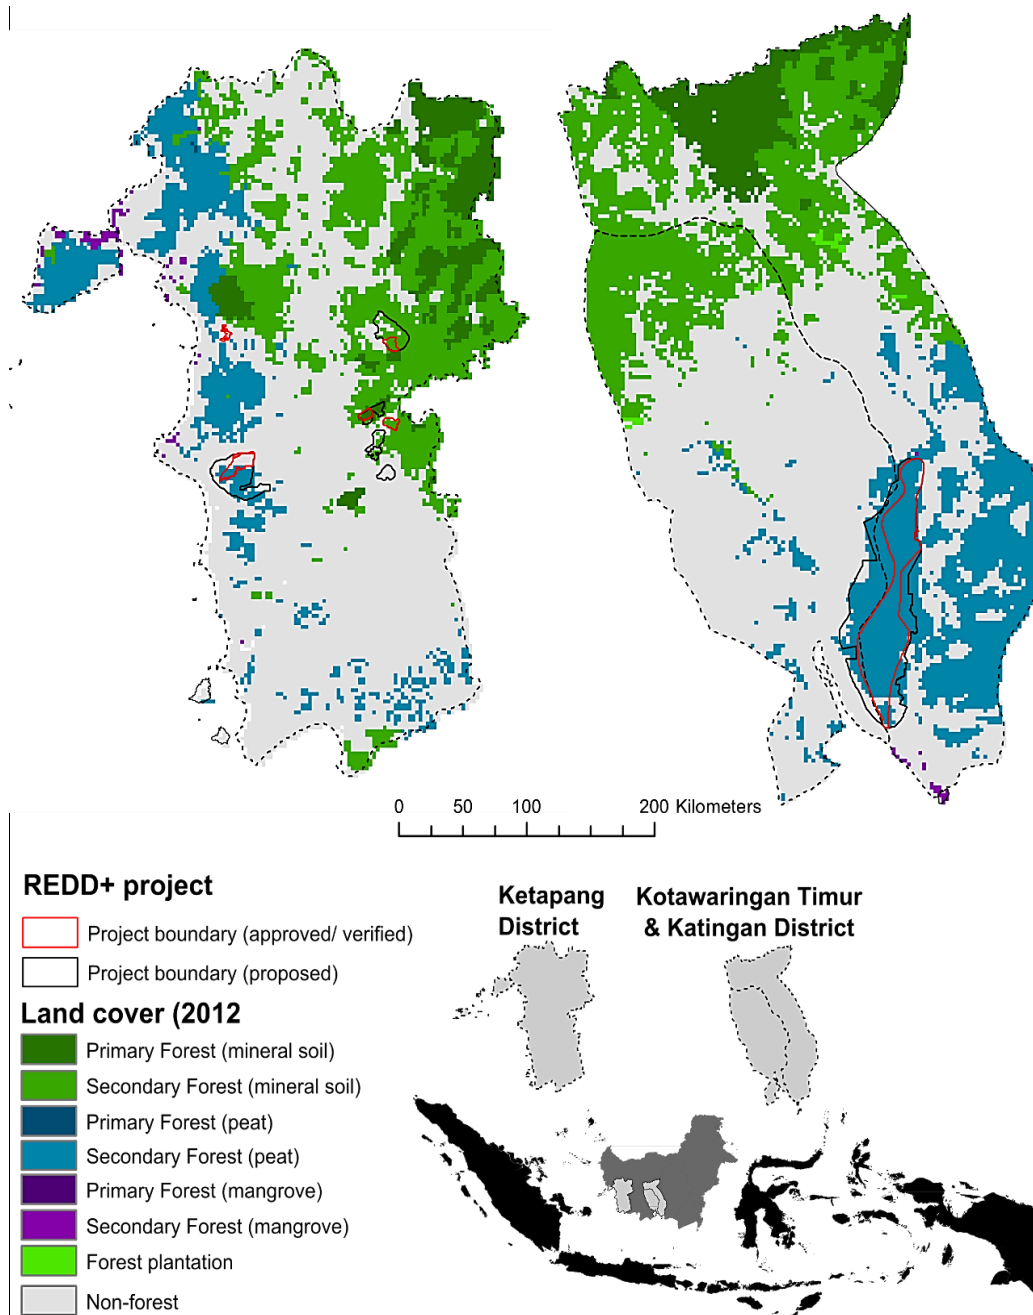 0 50 100 200 Kilometers
REDD+ project
Project boundary (approved/ verified)
Project boundary (proposed)
Land cover (2012
Primary Forest (mineral soil)
Secondary Forest (mineral soil)
Primary Forest (peat)
Secondary Forest (peat)
Primary Forest (mangrove)
Secondary Forest (mangrove)
Forest plantation
Non-forest
Ketapang
District
Kotawaringan Timur
& Katingan District